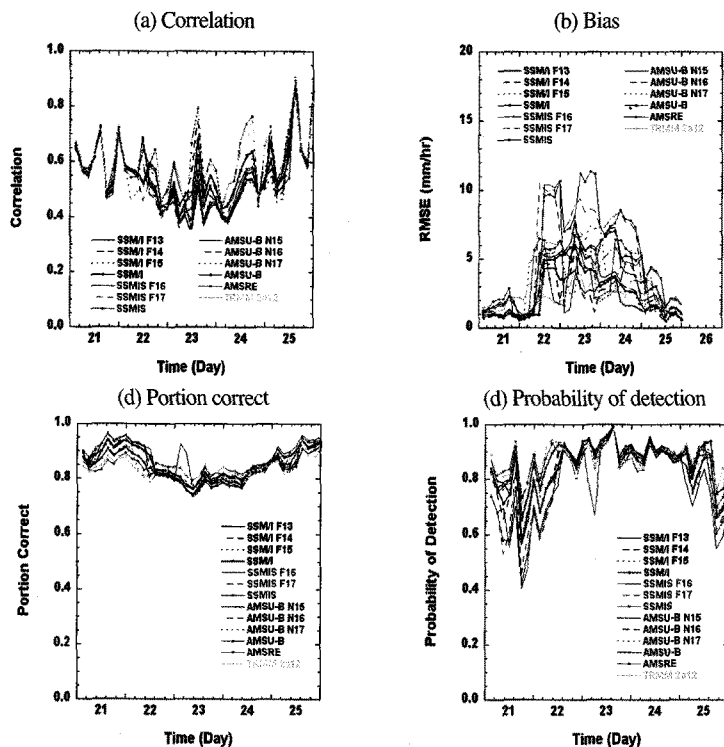 (a) Correlation
1.0
0.8
0.6
0.4
0.2
0.0
Correlation
SSM/I F13
SSM/I F14
SSM/I F15
SSM/I
SSMIS F16
SSMIS F17
SSMIS
AMSU-B N15
AMSU-B N16
AMSU-B N17
AMSU-B
AMSRE
TRMM 2a12
21 22 23 24 25
Time (Day)
(b) Bias
20
15
10
5
0
RMSE (mm/hr)
SSM/I F13
SSM/I F14
SSM/I F15
SSM/I
SSMIS F16
SSMIS F17
SSMIS
AMSU-B N15
AMSU-B N16
AMSU-B N17
AMSU-B
AMSRE
TRMM 2a12
21 22 23 24 25 26
Time (Day)
(d) Portion correct
1.0
0.8
0.6
0.4
0.2
0.0
Portion Correct
SSM/I F13
SSM/I F14
SSM/I F15
SSM/I
SSMIS F16
SSMIS F17
SSMIS
AMSU-B N15
AMSU-B N16
AMSU-B N17
AMSU-B
AMSRE
TRMM 2a12
21 22 23 24 25
Time (Day)
(d) Probability of detection
1.0
0.8
0.6
0.4
0.2
0.0
Probability of Detection
SSM/I F13
SSM/I F14
SSM/I F15
SSM/I
SSMIS F16
SSMIS F17
SSMIS
AMSU-B N15
AMSU-B N16
AMSU-B N17
AMSU-B
AMSRE
TRMM 2a12
21 22 23 24 25
Time (Day)